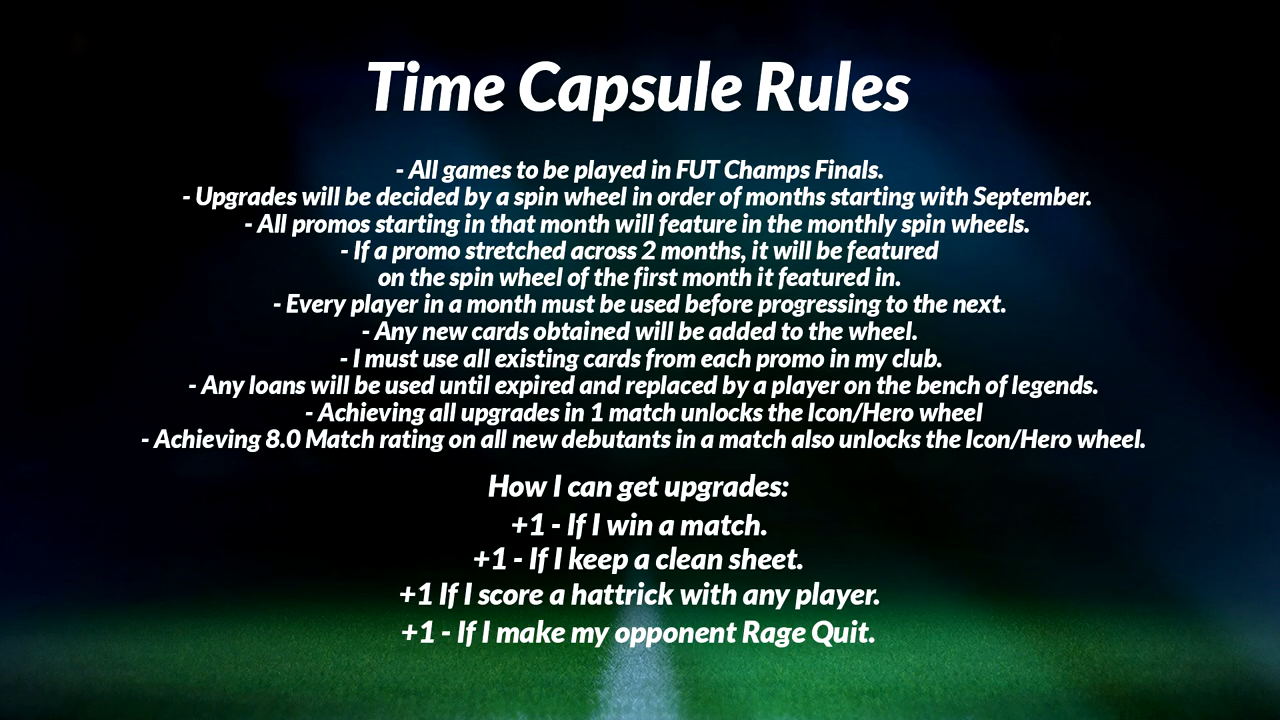 Time Capsule Rules
- All games to be played in FUT Champs Finals.
- Upgrades will be decided by a spin wheel in order of months starting with September.
- All promos starting in that month will feature in the monthly spin wheels.
- If a promo stretched across 2 months, it will be featured
on the spin wheel of the first month it featured in.
- Every player in a month must be used before progressing to the next.
- Any new cards obtained will be added to the wheel.
- I must use all existing cards from each promo in my club.
- Any loans will be used until expired and replaced by a player on the bench of legends.
- Achieving all upgrades in 1 match unlocks the Icon/Hero wheel
- Achieving 8.0 Match rating on all new debutants in a match also unlocks the Icon/Hero wheel.
How I can get upgrades:
+1 - If I win a match.
+1 - If I keep a clean sheet.
+1 If I score a hattrick with any player.
+1 - If I make my opponent Rage Quit.